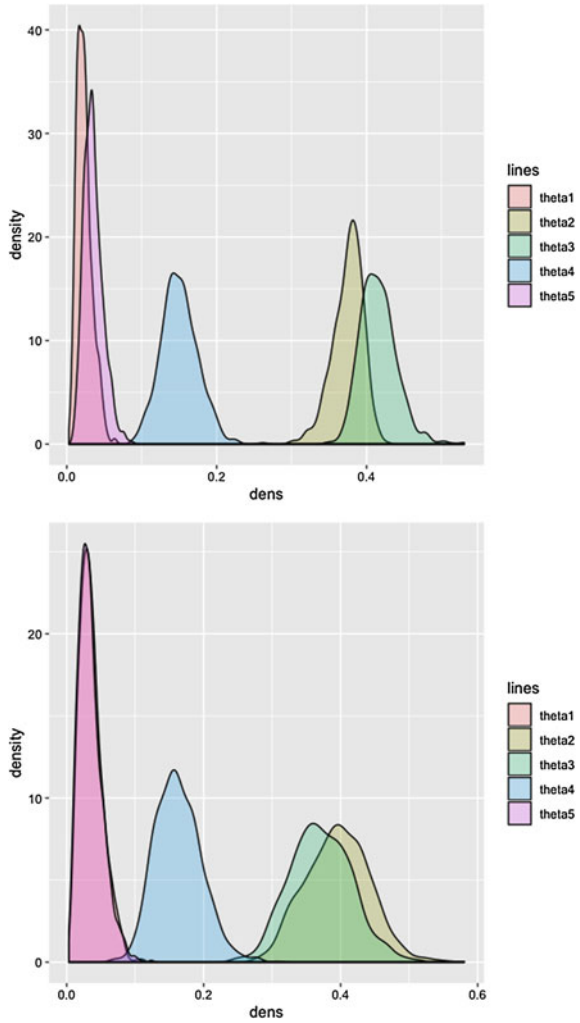 40
30
20
10
0
density
0.0
0.2
0.4
dens
lines
theta1
theta2
theta3
theta4
theta5
20
10
0
density
0.0
0.2
0.4
0.6
dens
lines
theta1
theta2
theta3
theta4
theta5